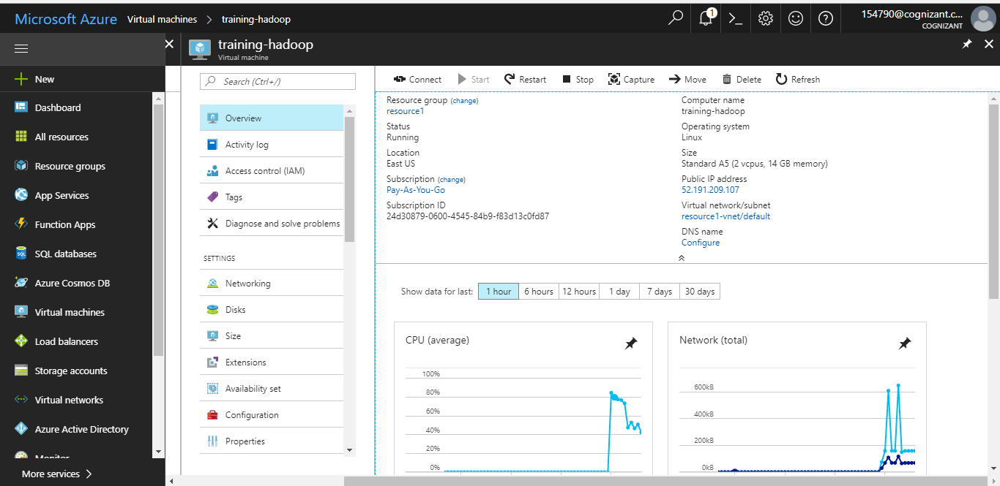 Microsoft Azure Virtual machines > training-hadoop
1
154790@cognizant.c...
COGNIZANT
New
Dashboard
All resources
Resource groups
App Services
Function Apps
SQL databases
Azure Cosmos DB
Virtual machines
Load balancers
Storage accounts
Virtual networks
Azure Active Directory
Monitor
More services >
training-hadoop
Virtual machine
Search (Ctrl+/)
Overview
Activity log
Access control (IAM)
Tags
Diagnose and solve problems
SETTINGS
Networking
Disks
Size
Extensions
Availability set
Configuration
Properties
Connect Start Restart Stop Capture Move Delete Refresh
Resource group (change)
resource1
Status
Running
Location
East US
Subscription (change)
Pay-As-You-Go
Subscription ID
24d30879-0600-4545-84b9-f83d13c0fd87
Computer name
training-hadoop
Operating system
Linux
Size
Standard A5 (2 vcpus, 14 GB memory)
Public IP address
52.191.209.107
Virtual network/subnet
resource1-vnet/default
DNS name
Configure
Show data for last: 1 hour 6 hours 12 hours 1 day 7 days 30 days
CPU (average)
100%
80%
60%
40%
20%
0%
Network (total)
600kB
400kB
200kB
0kB